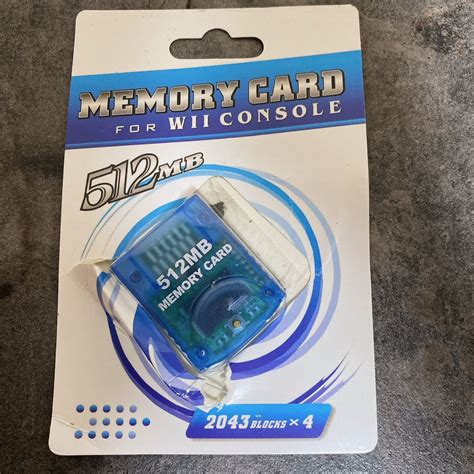 MEMORY CARD
FOR WII CONSOLE
512MB
512MB
MEMORY CARD
2043 BLOCKS × 4